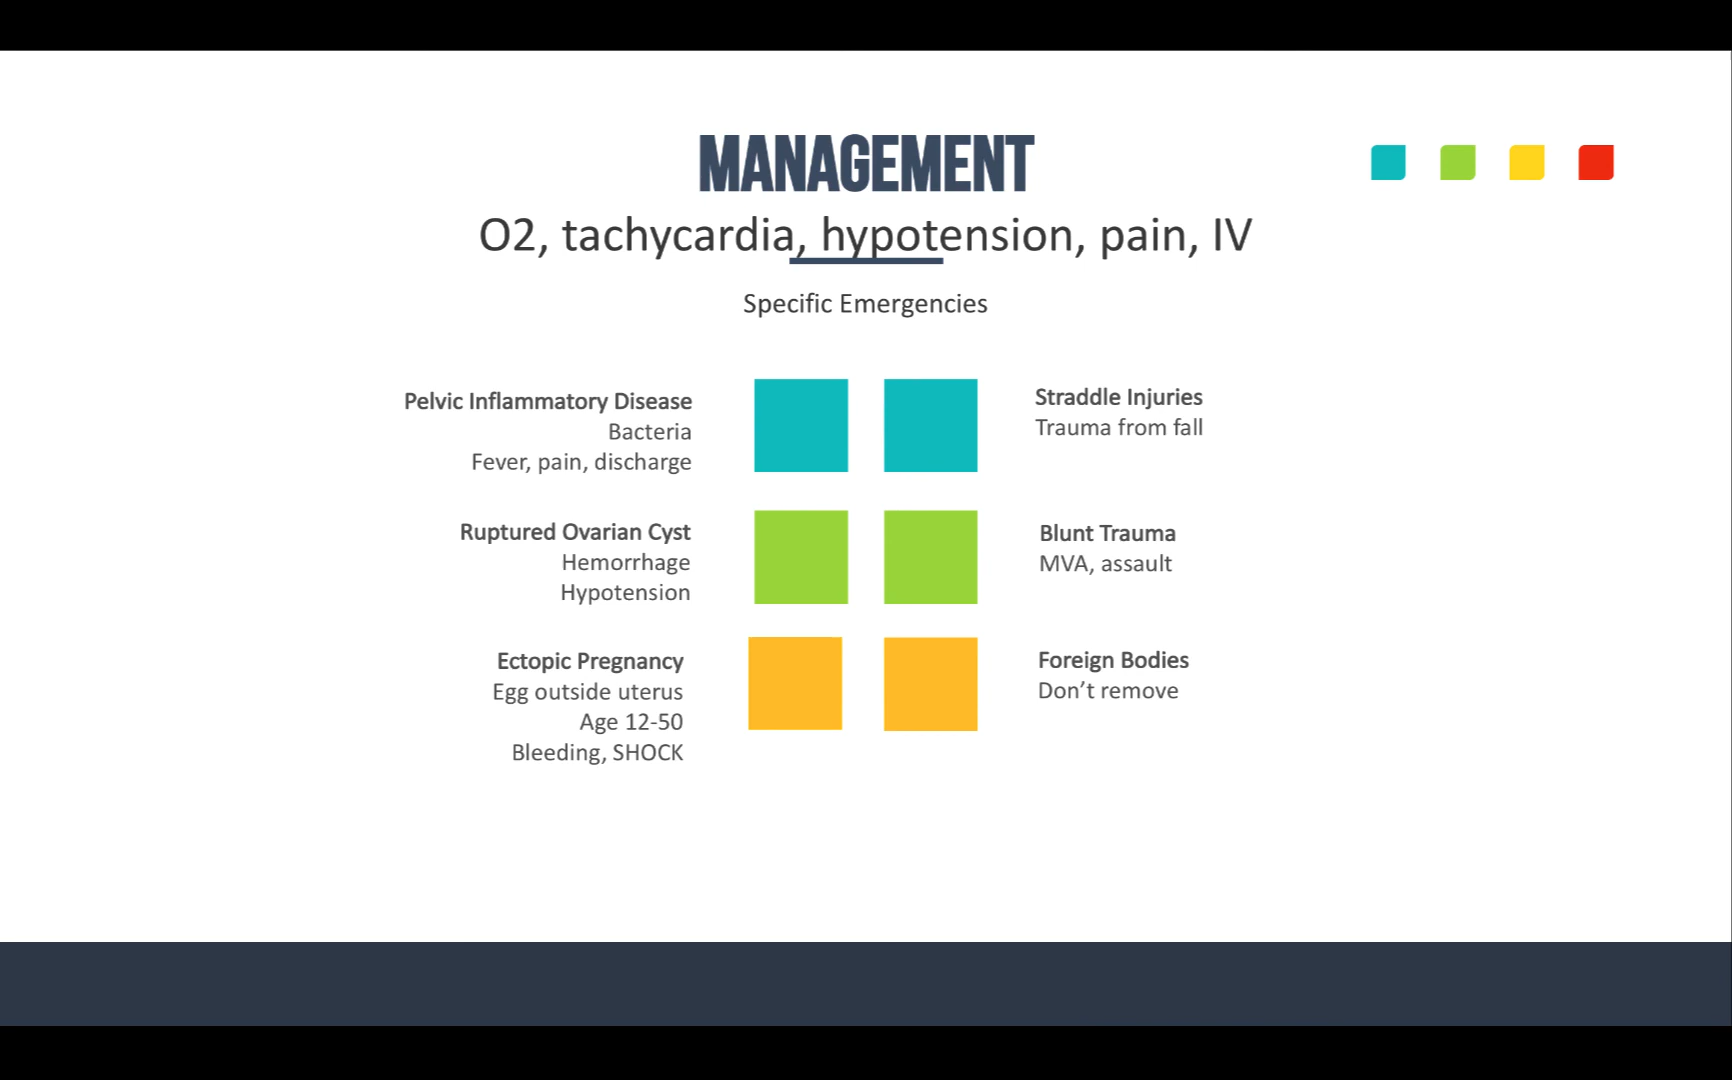 MANAGEMENT
O2, tachycardia, hypotension, pain, IV
Specific Emergencies
Pelvic Inflammatory Disease
Bacteria
Fever, pain, discharge
Ruptured Ovarian Cyst
Hemorrhage
Hypotension
Ectopic Pregnancy
Egg outside uterus
Age 12-50
Bleeding, SHOCK
Straddle Injuries
Trauma from fall
Blunt Trauma
MVA, assault
Foreign Bodies
Don’t remove